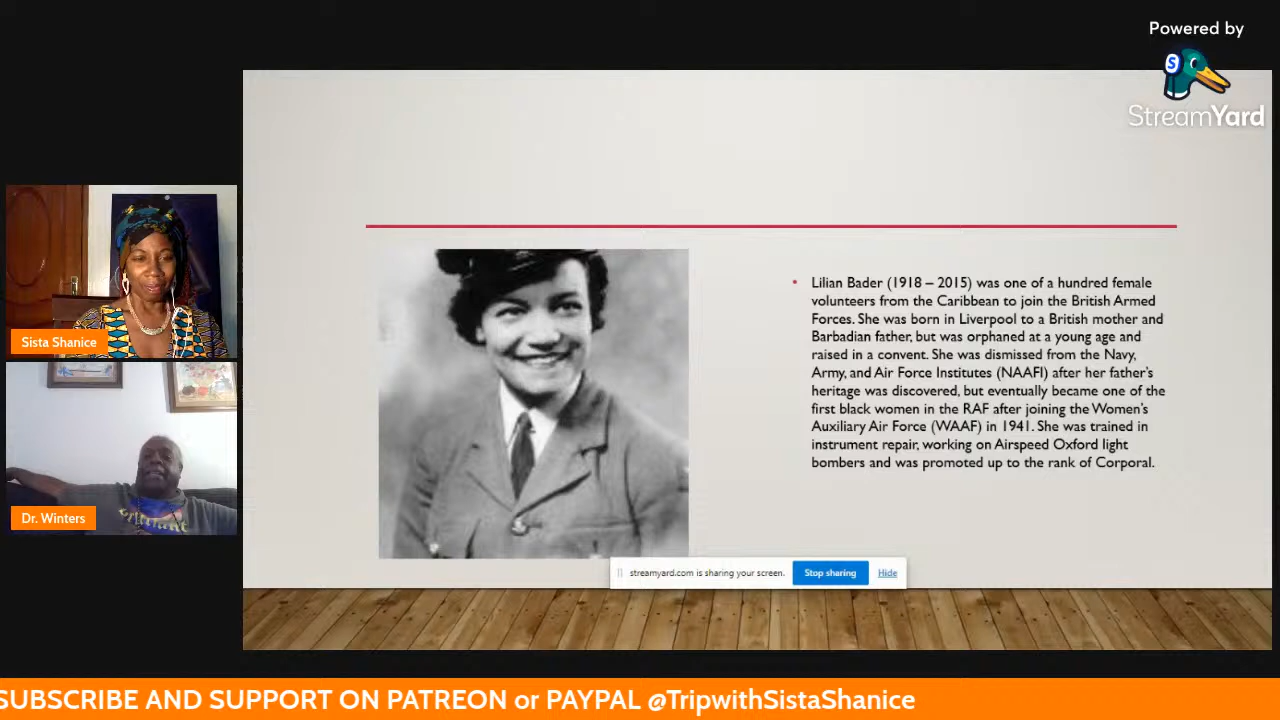 Powered by
StreamYard
Sista Shanice
Dr. Winters
• Lilian Bader (1918 – 2015) was one of a hundred female
volunteers from the Caribbean to join the British Armed
Forces. She was born in Liverpool to a British mother and
Barbadian father, but was orphaned at a young age and
raised in a convent. She was dismissed from the Navy,
Army, and Air Force Institutes (NAAFI) after her father's
heritage was discovered, but eventually became one of the
first black women in the RAF after joining the Women's
Auxiliary Air Force (WAAF) in 1941. She was trained in
instrument repair, working on Airspeed Oxford light
bombers and was promoted up to the rank of Corporal.
streamyard.com is sharing your screen. Stop sharing Hide
SUBSCRIBE AND SUPPORT ON PATREON or PAYPAL @TripwithSistaShanice